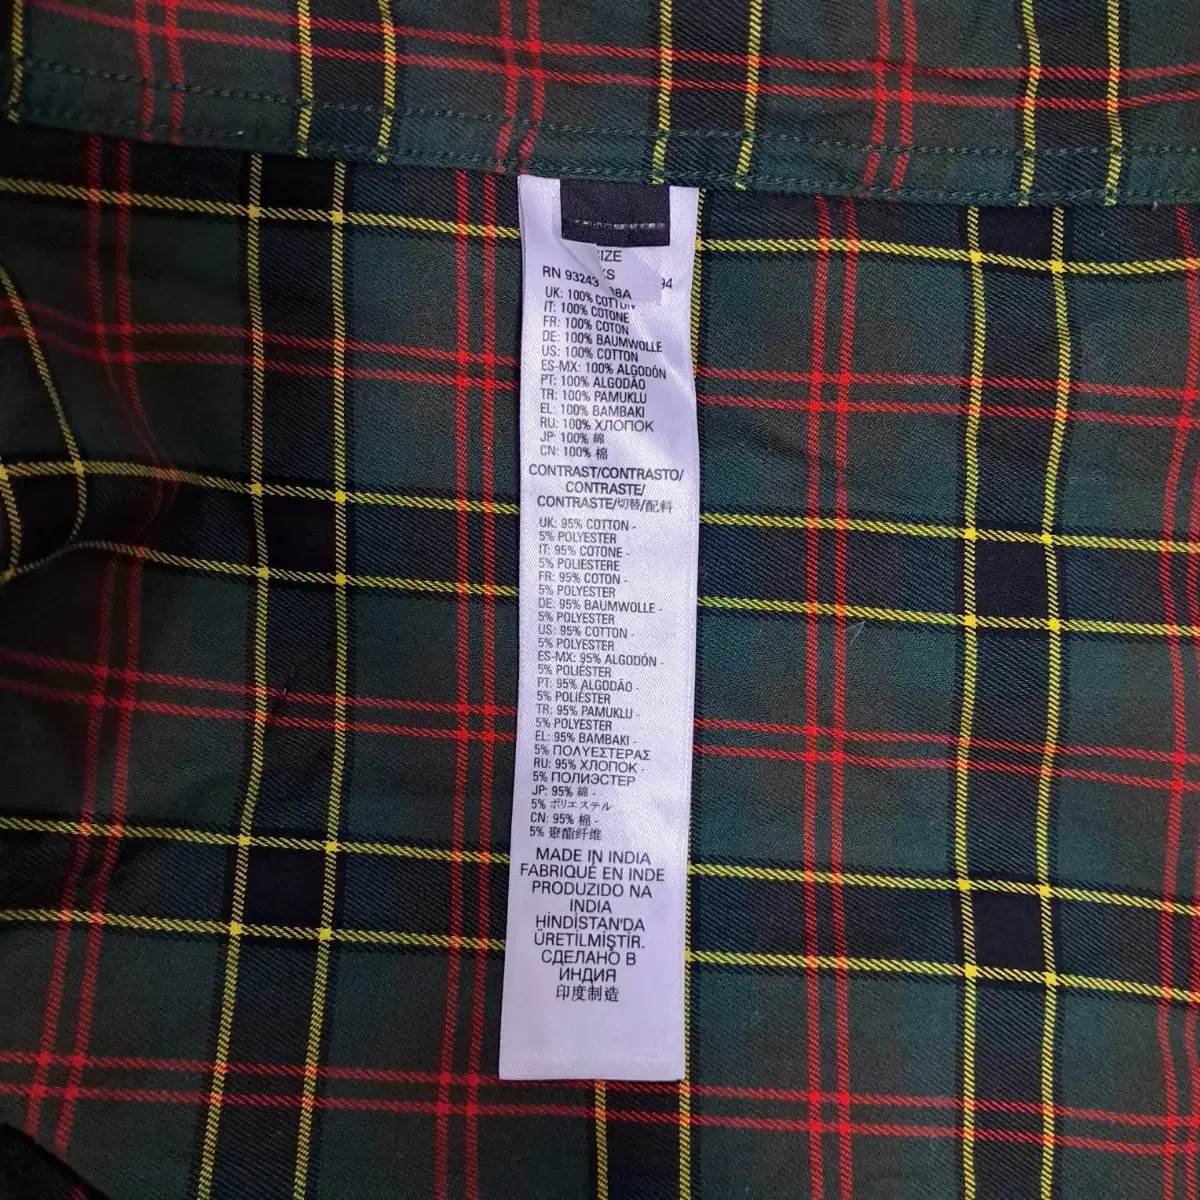 SIZE
XS
RN 93243 94
UK: 100% COTTON
IT: 100% COTONE
FR: 100% COTON
DE: 100% BAUMWOLLE
US: 100% COTTON
ES-MX: 100% ALGODÓN
PT: 100% ALGODÃO
TR: 100% PAMUKLU
EL: 100% BAMBAKI
RU: 100% ХЛОПОК
JP: 100% 綿
CN: 100% 棉
CONTRAST/CONTRASTO/
CONTRASTE/
CONTRASTE/切替/配料
UK: 95% COTTON -
5% POLYESTER
IT: 95% COTONE -
5% POLIESTERE
FR: 95% COTON -
5% POLYESTER
DE: 95% BAUMWOLLE -
5% POLYESTER
US: 95% COTTON -
5% POLYESTER
ES-MX: 95% ALGODÓN -
5% POLIÉSTER
PT: 95% ALGODÃO -
5% POLIÉSTER
TR: 95% PAMUKLU -
5% POLYESTER
EL: 95% BAMBAKI -
5% ΠΟΛΥΕΣΤΕΡΑΣ
RU: 95% ХЛОПОК -
5% ПОЛИЭСТЕР
JP: 95% 綿 -
5% ポリエステル
CN: 95% 棉 -
5% 聚酯纤维
MADE IN INDIA
FABRIQUÉ EN INDE
PRODUZIDO NA
INDIA
HİNDİSTAN'DA
ÜRETİLMİŞTİR.
СДЕЛАНО В
ИНДИЯ
印度制造